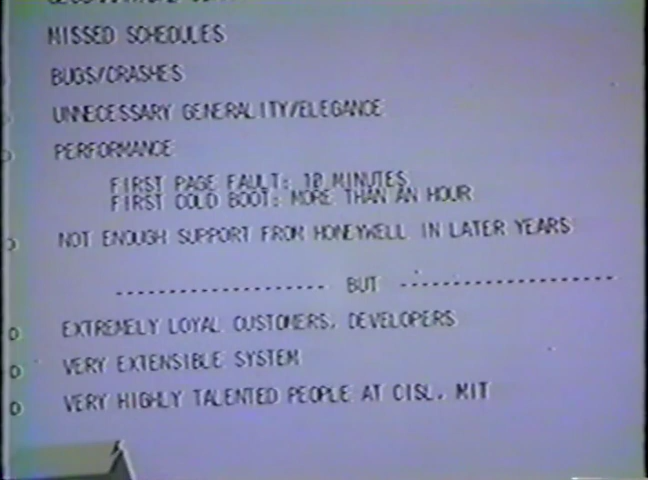 MISSED SCHEDULES
BUGS/CRASHES
UNNECESSARY GENERALITY/ELEGANCE
PERFORMANCE
FIRST PAGE FAULT: 10 MINUTES
FIRST COLD BOOT: MORE THAN AN HOUR
NOT ENOUGH SUPPORT FROM HONEYWELL IN LATER YEARS
------------------- BUT -------------------
O EXTREMELY LOYAL CUSTOMERS, DEVELOPERS
O VERY EXTENSIBLE SYSTEM
O VERY HIGHLY TALENTED PEOPLE AT CISL, MIT